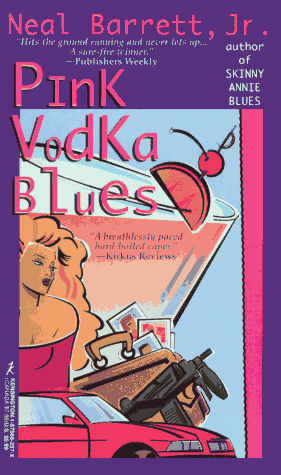 Neal Barrett, Jr.
"Hits the ground running and never lets up...
A sure-fire winner."
—Publishers Weekly
author
of
SKINNY
ANNIE
BLUES
Pink
Vodka
Blues
"A breathlessly paced
hard-boiled caper."
—Kirkus Reviews
KENSINGTON